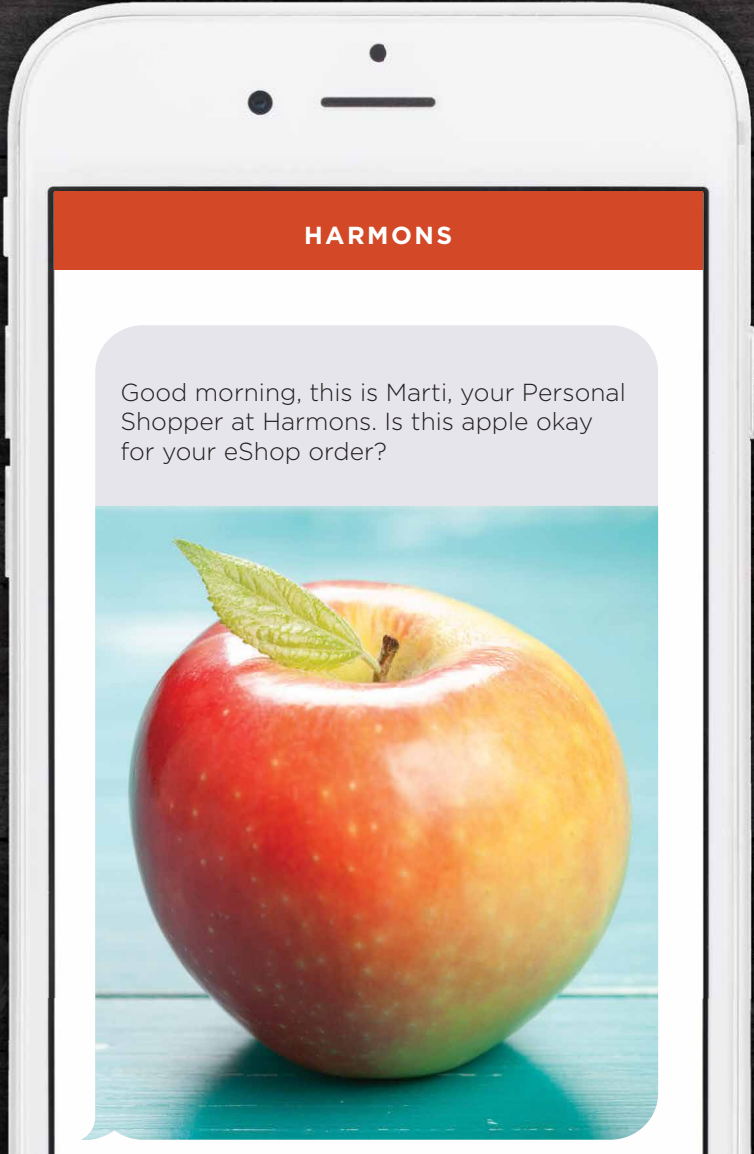 HARMONS
Good morning, this is Marti, your Personal
Shopper at Harmons. Is this apple okay
for your eShop order?